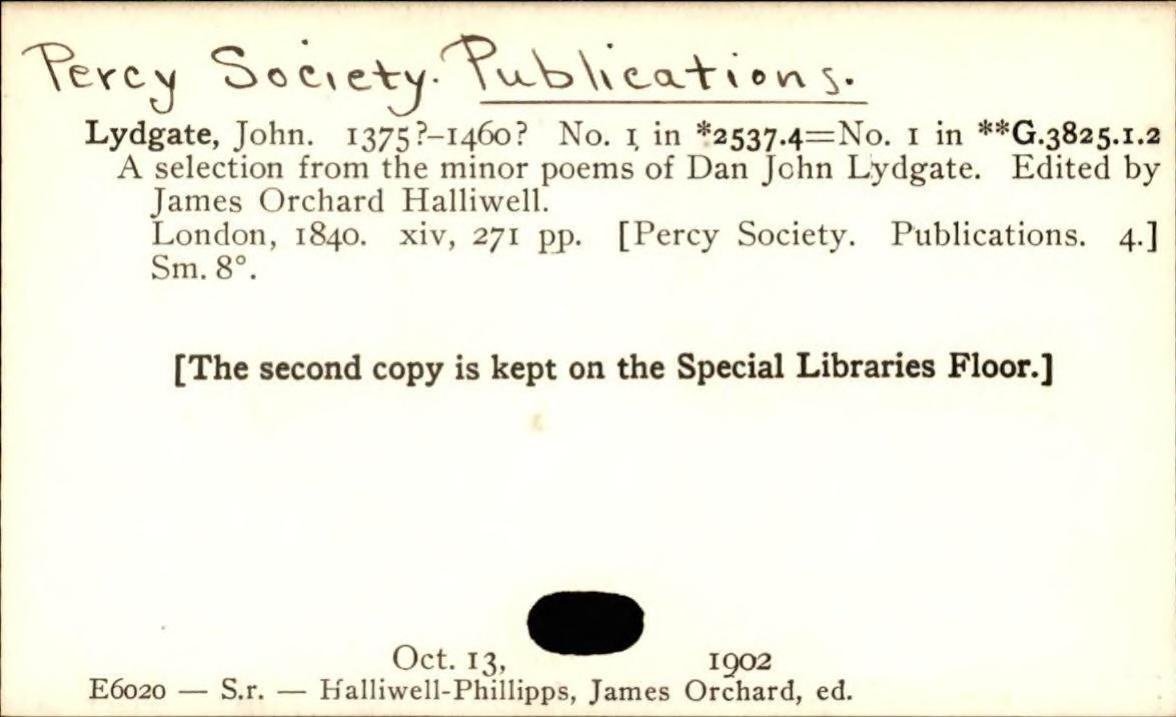 Percy Society. Publications.
Lydgate, John. 1375?–1460? No. 1 in *2537.4=No. 1 in **G.3825.1.2
A selection from the minor poems of Dan John Lydgate. Edited by
James Orchard Halliwell.
London, 1840. xiv, 271 pp. [Percy Society. Publications. 4.]
Sm. 8°.
[The second copy is kept on the Special Libraries Floor.]
Oct. 13, 1902
E6020 — S.r. — Halliwell-Phillipps, James Orchard, ed.